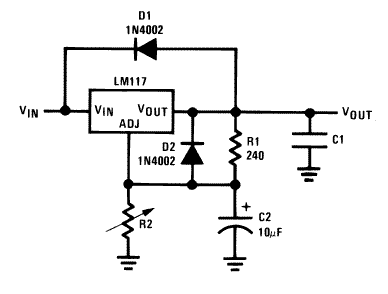 D1
1N4002
LM117
VIN
VIN
VOUT
VOUT
ADJ
D2
1N4002
R1
240
C1
R2
+
C2
10μF